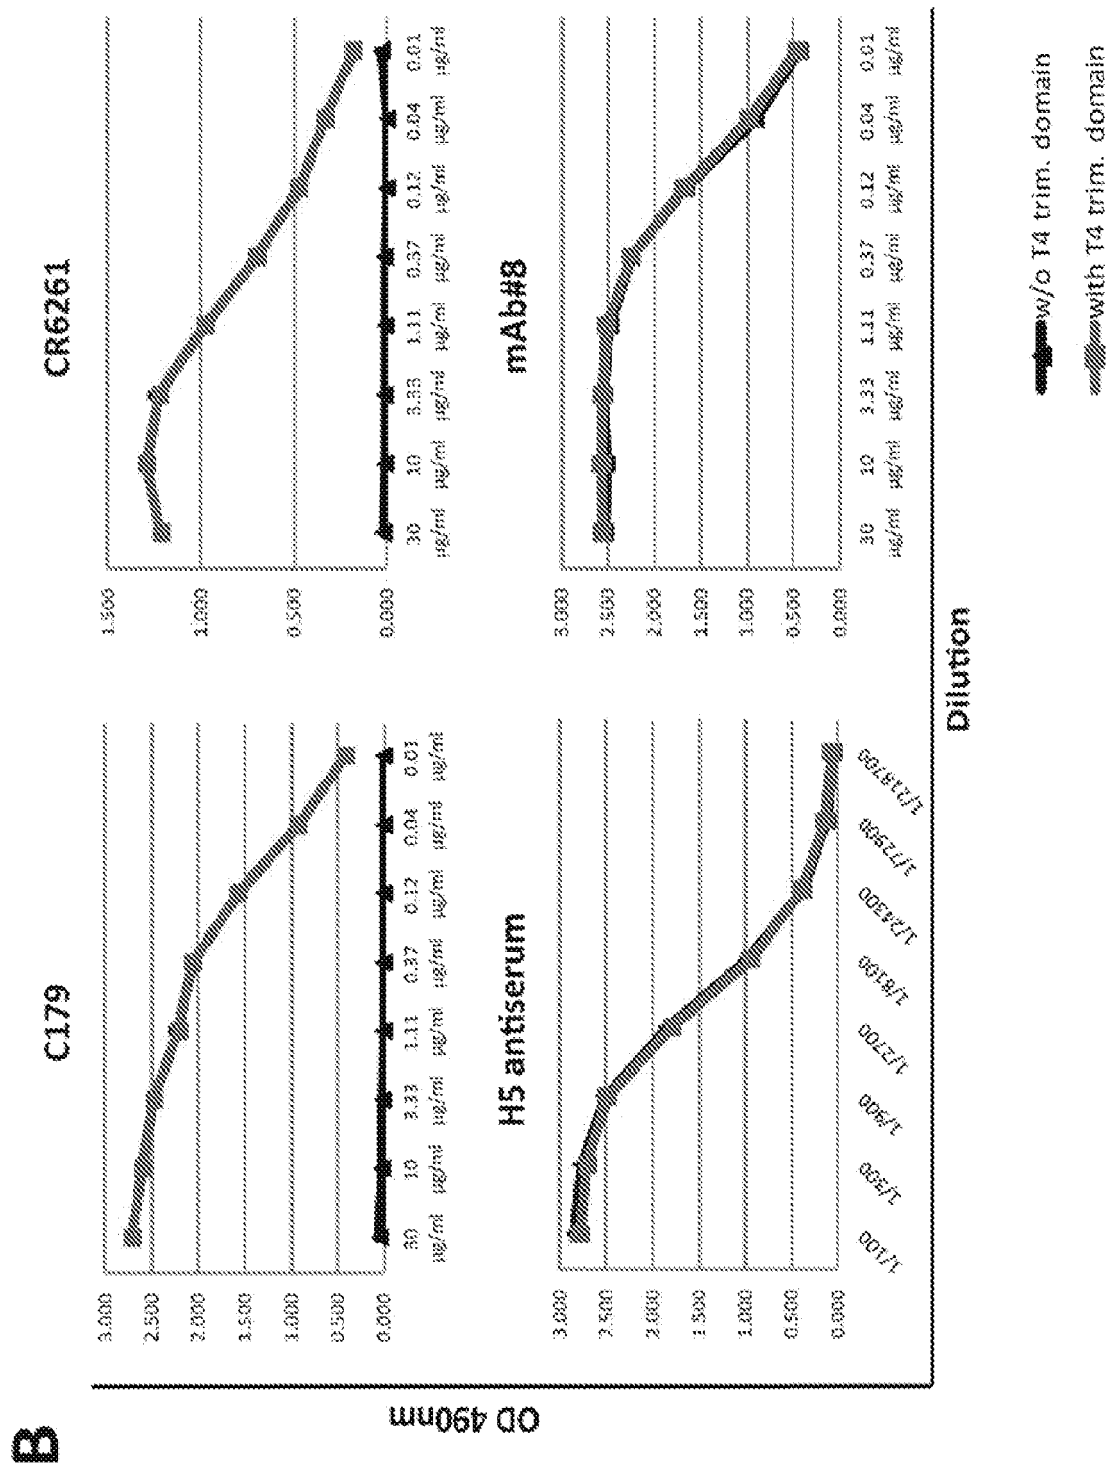 B
OD 490nm
C179
3.000
2.500
2.000
1.500
1.000
0.500
0.000
30 10 3.33 1.11 0.37 0.12 0.04 0.01
µg/ml µg/ml µg/ml µg/ml µg/ml µg/ml µg/ml µg/ml
CR6261
1.500
1.000
0.500
0.000
30 10 3.33 1.11 0.37 0.12 0.04 0.01
µg/ml µg/ml µg/ml µg/ml µg/ml µg/ml µg/ml µg/ml
H5 antiserum
3.000
2.500
2.000
1.500
1.000
0.500
0.000
1/100 1/300 1/900 1/2700 1/8100 1/24300 1/72900 1/218700
mAb#8
3.000
2.500
2.000
1.500
1.000
0.500
0.000
30 10 3.33 1.11 0.37 0.12 0.04 0.01
µg/ml µg/ml µg/ml µg/ml µg/ml µg/ml µg/ml µg/ml
Dilution
w/o T4 trim. domain
with T4 trim. domain